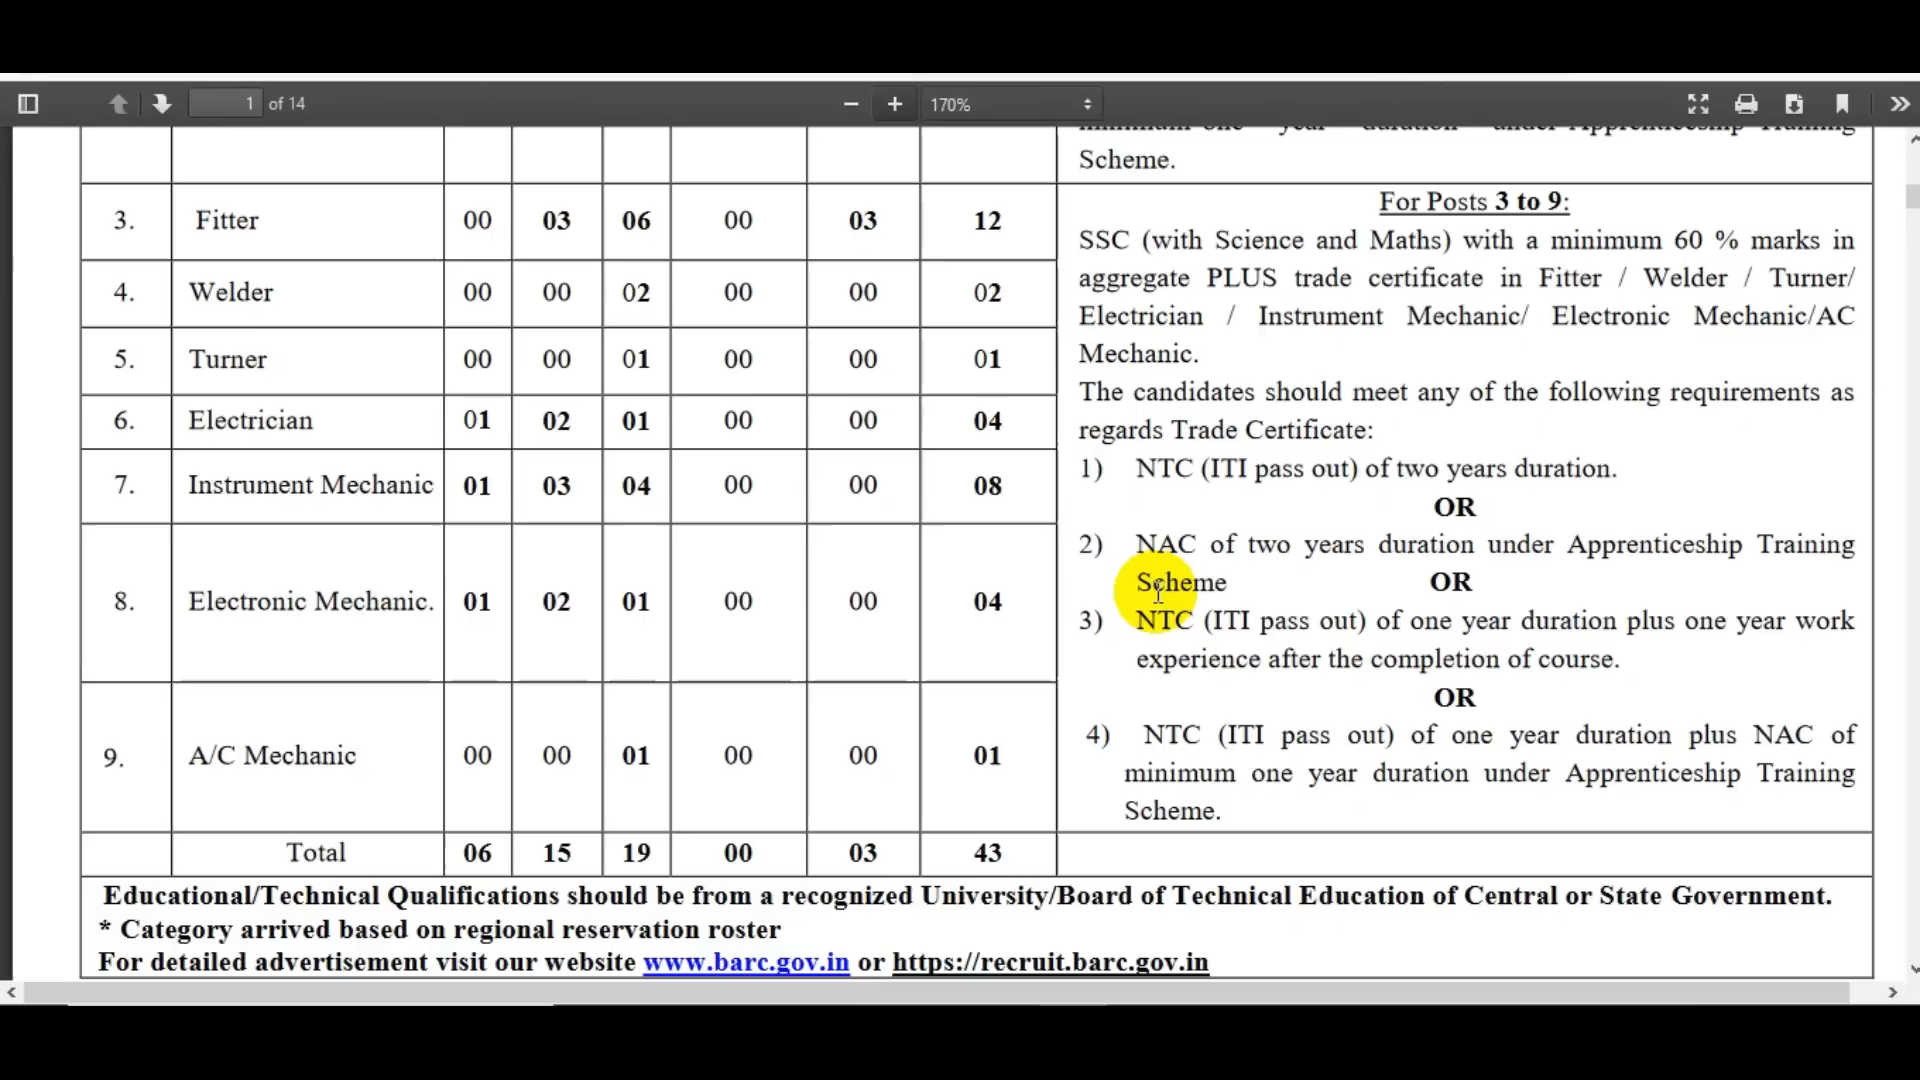 1 of 14 170%
minimum one year duration under Apprenticeship Training
Scheme.
3. Fitter 00 03 06 00 03 12
4. Welder 00 00 02 00 00 02
5. Turner 00 00 01 00 00 01
6. Electrician 01 02 01 00 00 04
7. Instrument Mechanic 01 03 04 00 00 08
8. Electronic Mechanic. 01 02 01 00 00 04
9. A/C Mechanic 00 00 01 00 00 01
Total 06 15 19 00 03 43
For Posts 3 to 9:
SSC (with Science and Maths) with a minimum 60 % marks in
aggregate PLUS trade certificate in Fitter / Welder / Turner/
Electrician / Instrument Mechanic/ Electronic Mechanic/AC
Mechanic.
The candidates should meet any of the following requirements as
regards Trade Certificate:
1) NTC (ITI pass out) of two years duration.
OR
2) NAC of two years duration under Apprenticeship Training
Scheme OR
3) NTC (ITI pass out) of one year duration plus one year work
experience after the completion of course.
OR
4) NTC (ITI pass out) of one year duration plus NAC of
minimum one year duration under Apprenticeship Training
Scheme.
Educational/Technical Qualifications should be from a recognized University/Board of Technical Education of Central or State Government.
* Category arrived based on regional reservation roster
For detailed advertisement visit our website www.barc.gov.in or https://recruit.barc.gov.in